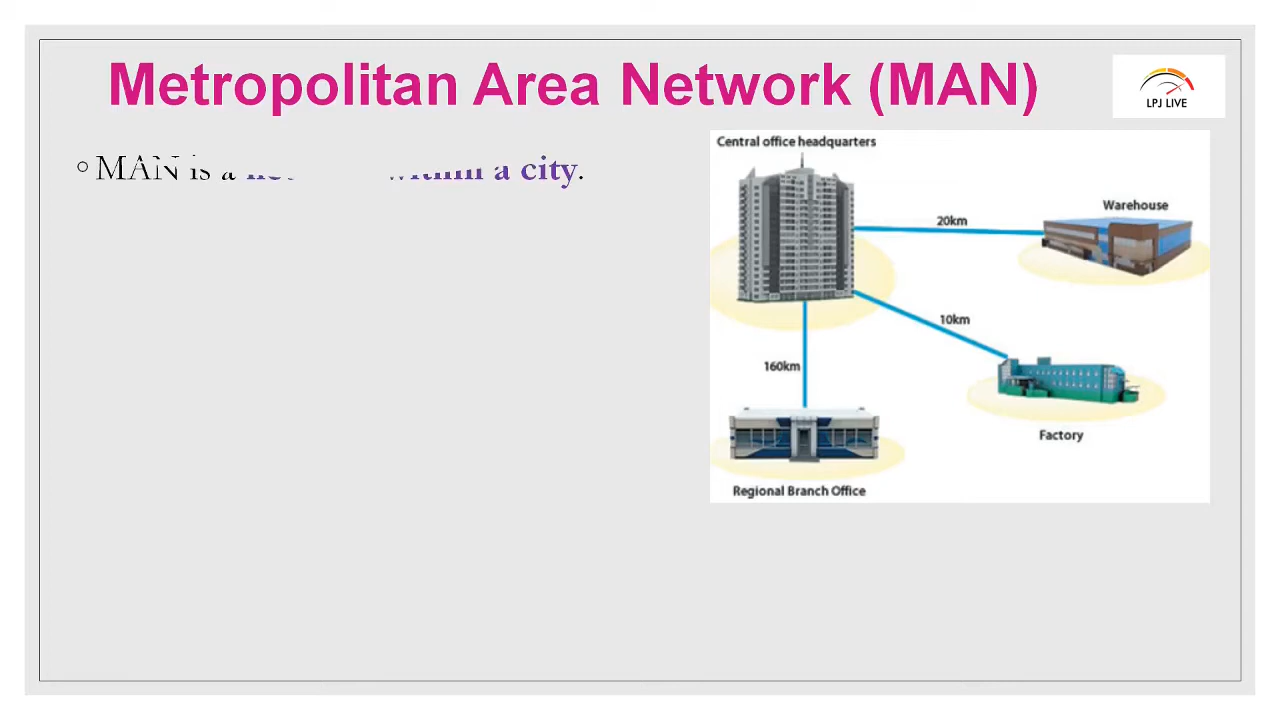 Metropolitan Area Network (MAN)
LPJ LIVE
◦MAN is a within a city.
Central office headquarters
Warehouse
20km
10km
160km
Factory
Regional Branch Office